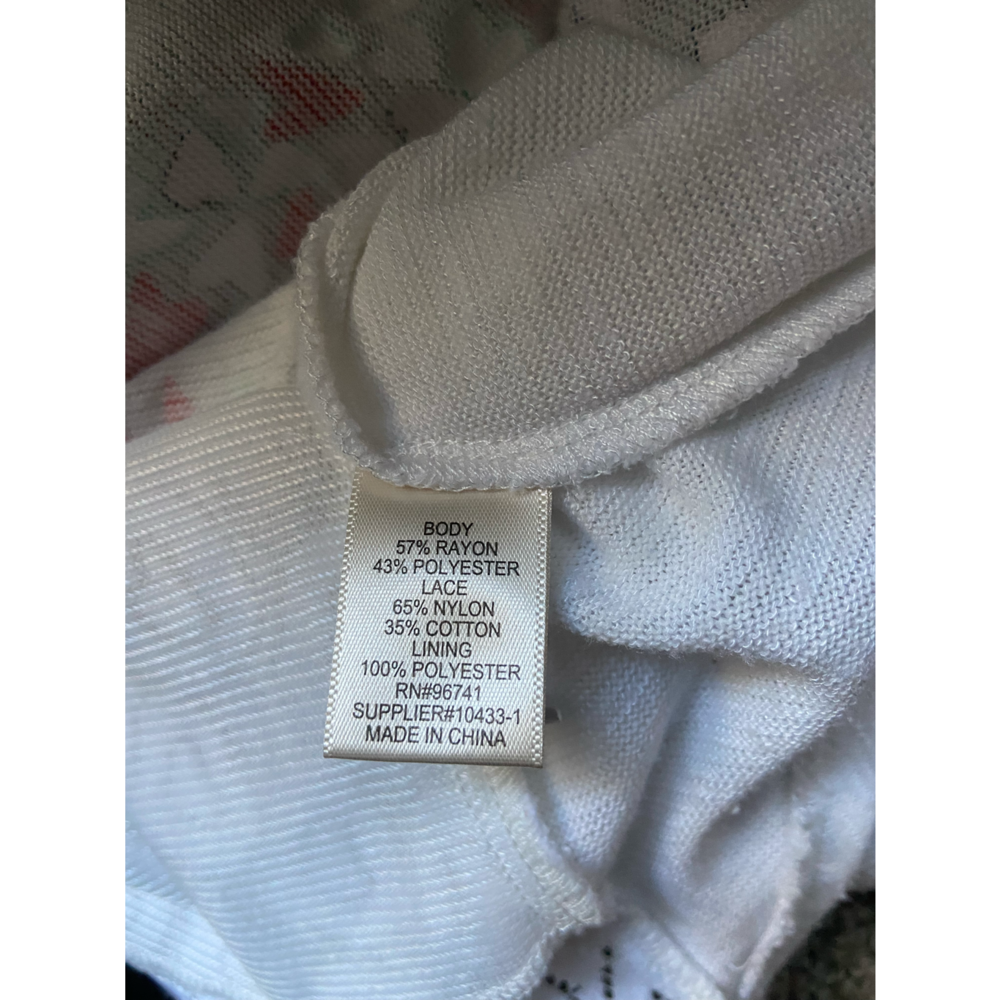 BODY
57% RAYON
43% POLYESTER
LACE
65% NYLON
35% COTTON
LINING
100% POLYESTER
RN#96741
SUPPLIER#10433-1
MADE IN CHINA